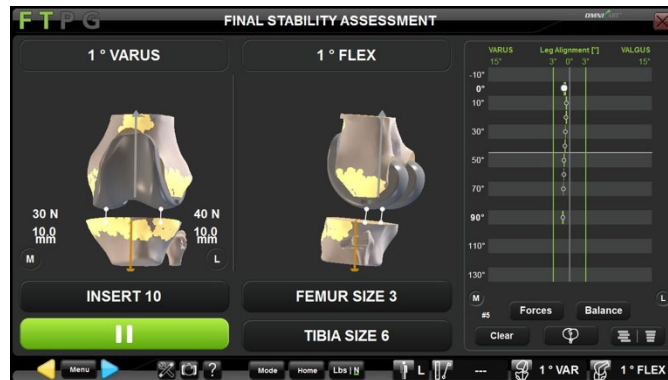 F T P G
FINAL STABILITY ASSESSMENT
OMNI
1 ° VARUS
1 ° FLEX
VARUS Leg Alignment [°] VALGUS
15° 3° 0° 3° 15°
-10°
0°
10°
30°
50°
70°
90°
110°
130°
30 N
10.0
mm
M
40 N
10.0
mm
L
INSERT 10
FEMUR SIZE 3
TIBIA SIZE 6
M
L
#5
Forces
Balance
Clear
Menu
?
Mode
Home
Lbs | N
L
---
1 ° VAR
1 ° FLEX